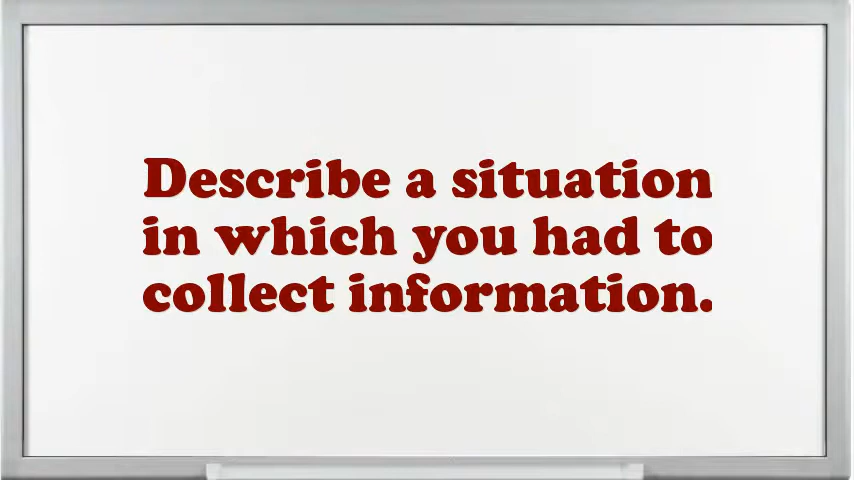 Describe a situation
in which you had to
collect information.